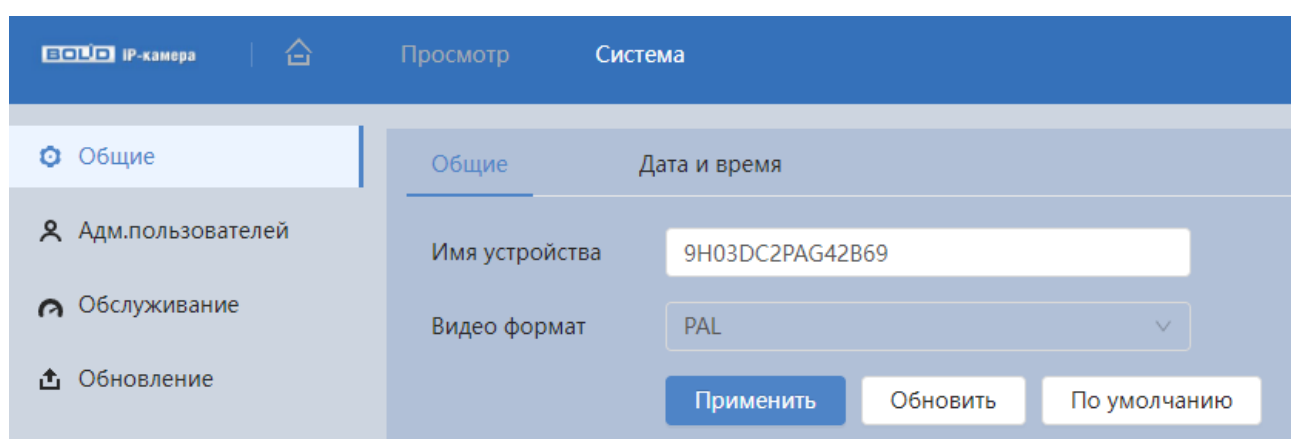 BOLID IP-камера Просмотр Система
Общие
Адм.пользователей
Обслуживание
Обновление
Общие Дата и время
Имя устройства 9H03DC2PAG42B69
Видео формат PAL
Применить Обновить По умолчанию